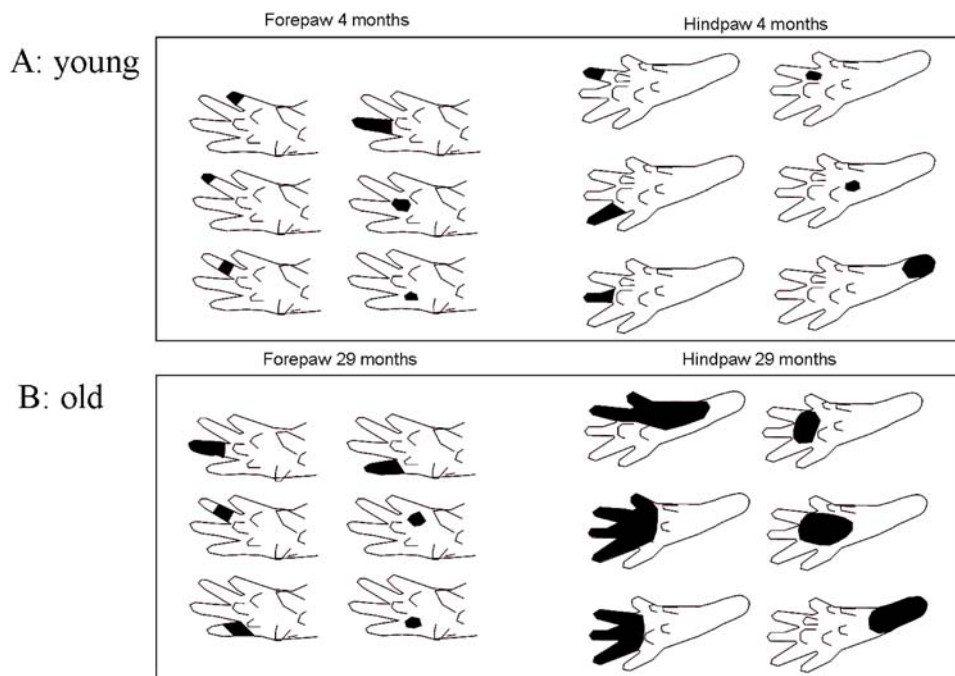 Forepaw 4 months
Hindpaw 4 months
A: young
Forepaw 29 months
Hindpaw 29 months
B: old